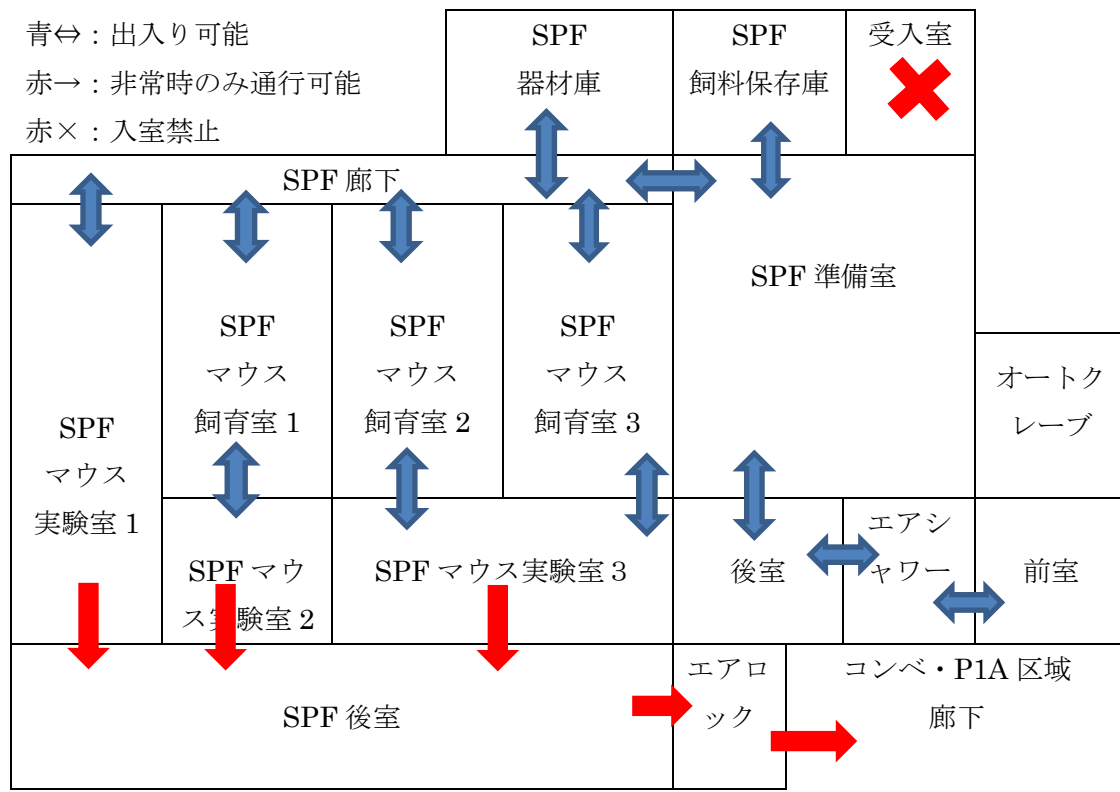 青⇔：出入り可能
赤→：非常時のみ通行可能
赤×：入室禁止
SPF
器材庫
SPF
飼料保存庫
受入室
SPF 廊下
SPF 準備室
SPF
マウス
飼育室 1
SPF
マウス
飼育室 2
SPF
マウス
飼育室 3
オートク
レーブ
SPF
マウス
実験室 1
SPF マウ
ス実験室 2
SPF マウス実験室 3
後室
エアシ
ャワー
前室
SPF 後室
エアロ
ック
コンベ・P1A 区域
廊下